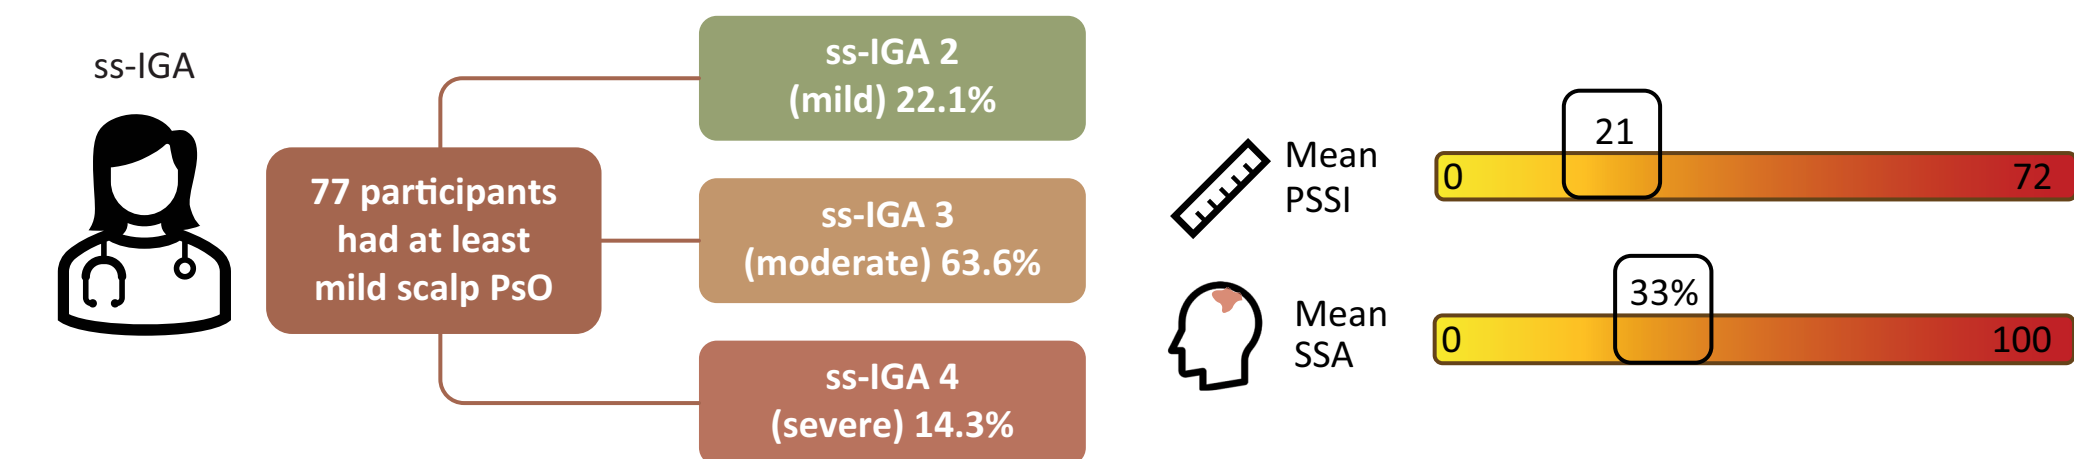 ss-IGA
77 participants
had at least
mild scalp PsO
ss-IGA 2
(mild) 22.1%
ss-IGA 3
(moderate) 63.6%
ss-IGA 4
(severe) 14.3%
Mean
PSSI
0
21
72
Mean
SSA
0
33%
100